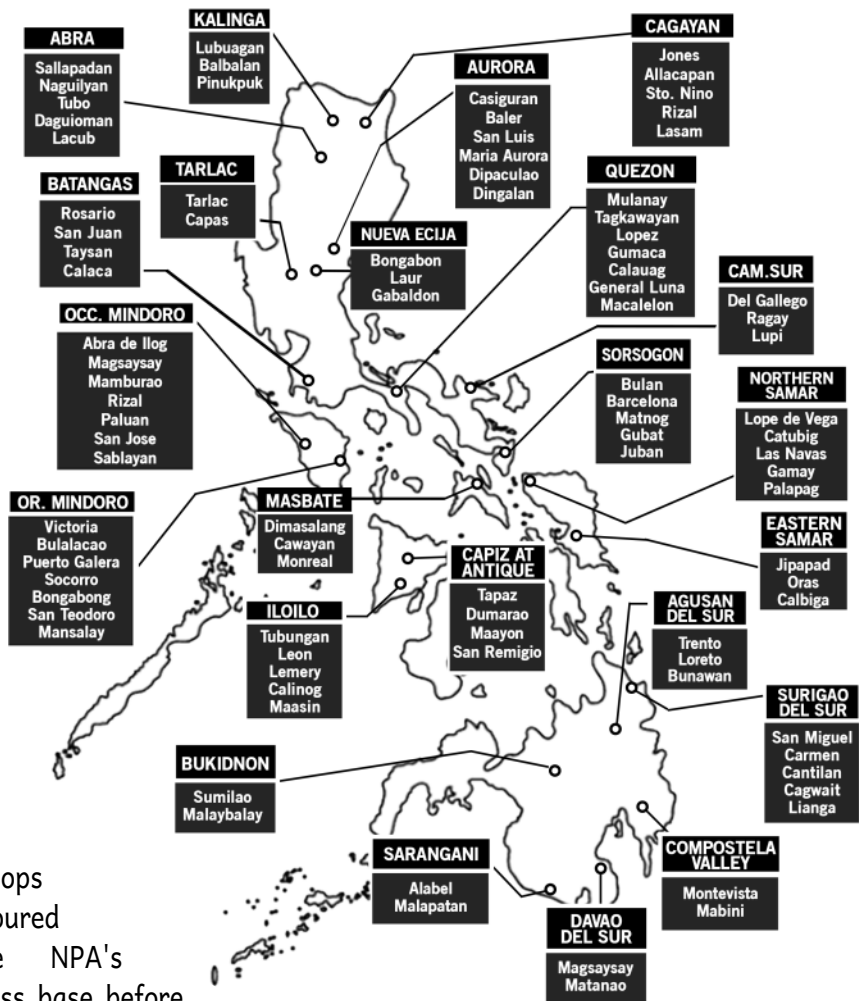 KALINGA
Lubuagan
Balbalan
Pinukpuk
CAGAYAN
Jones
Allacapan
Sto. Nino
Rizal
Lasam
ABRA
Sallapadan
Naguilyan
Tubo
Daguioman
Lacub
AURORA
Casiguran
Baler
San Luis
Maria Aurora
Dipaculao
Dingalan
TARLAC
Tarlac
Capas
QUEZON
Mulanay
Tagkawayan
Lopez
Gumaca
Calauag
General Luna
Macalelon
BATANGAS
Rosario
San Juan
Taysan
Calaca
NUEVA ECIJA
Bongabon
Laur
Gabaldon
CAM.SUR
Del Gallego
Ragay
Lupi
OCC. MINDORO
Abra de Ilog
Magsaysay
Mamburao
Rizal
Paluan
San Jose
Sablayan
SORSOGON
Bulan
Barcelona
Matnog
Gubat
Juban
NORTHERN
SAMAR
Lope de Vega
Catubig
Las Navas
Gamay
Palapag
OR. MINDORO
Victoria
Bulalacao
Puerto Galera
Socorro
Bongabong
San Teodoro
Mansalay
MASBATE
Dimasalang
Cawayan
Monreal
EASTERN
SAMAR
Jipapad
Oras
Calbiga
CAPIZ AT
ANTIQUE
Tapaz
Dumarao
Maayon
San Remigio
ILOILO
Tubungan
Leon
Lemery
Calinog
Maasin
AGUSAN
DEL SUR
Trento
Loreto
Bunawan
SURIGAO
DEL SUR
San Miguel
Carmen
Cantilan
Cagwait
Lianga
BUKIDNON
Sumilao
Malaybalay
COMPOSTELA
VALLEY
Montevista
Mabini
SARANGANI
Alabel
Malapatan
DAVAO
DEL SUR
Magsaysay
Matanao
ops
oured
e NPA's
ss base before